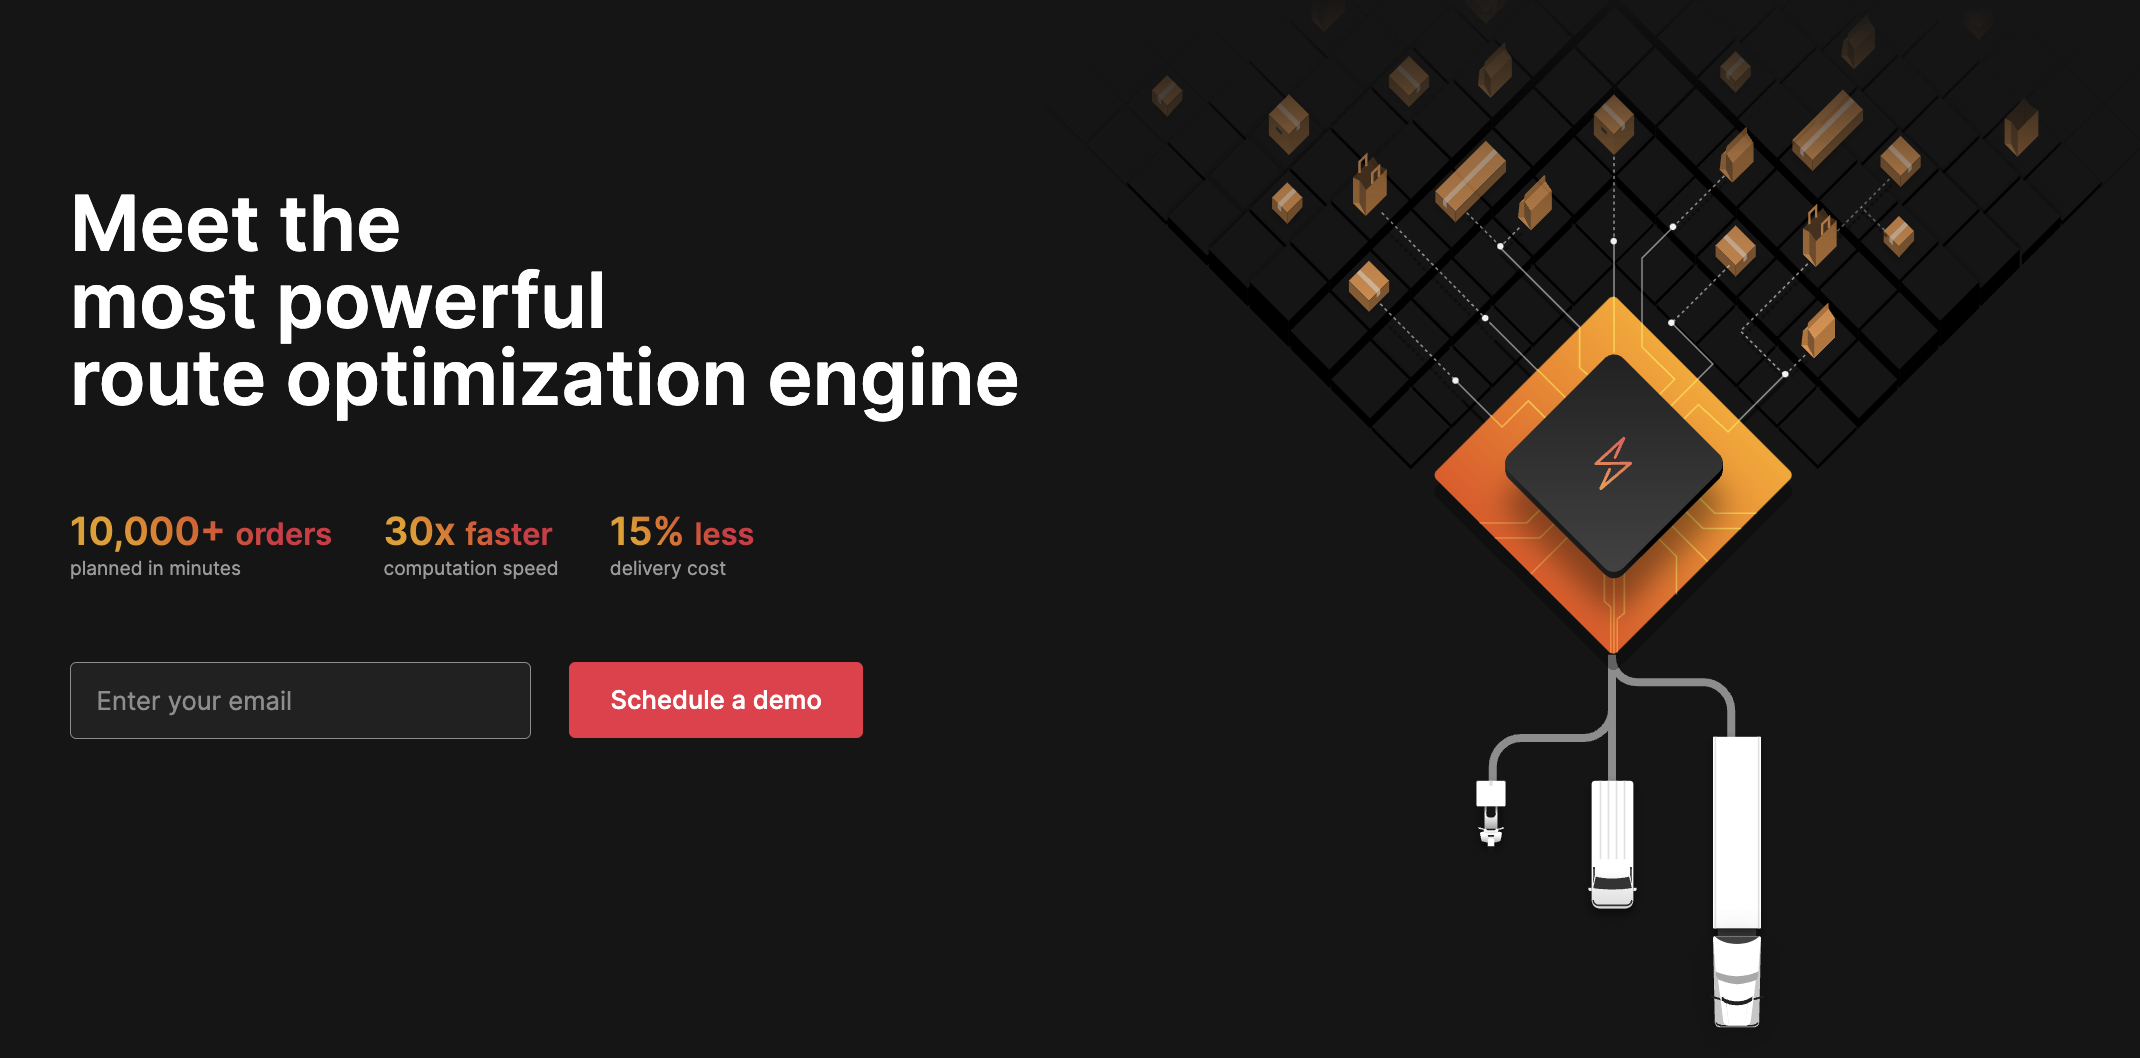 Meet the
most powerful
route optimization engine
10,000+ orders
planned in minutes
30x faster
computation speed
15% less
delivery cost
Enter your email
Schedule a demo